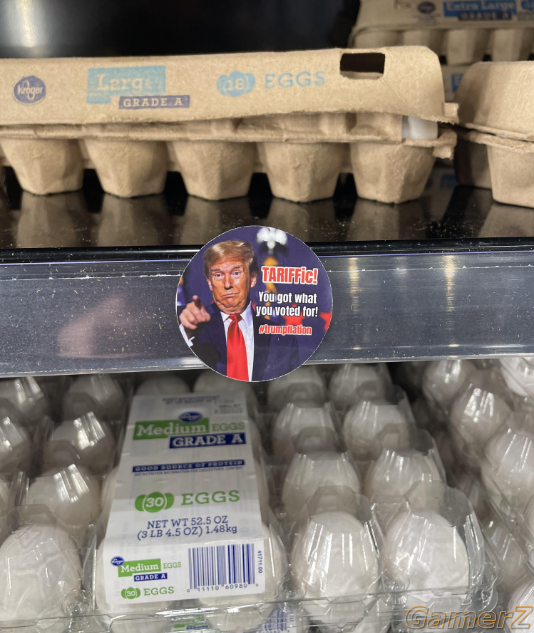 Extra Large
GRADE A
Kroger
Large
GRADE A
18 EGGS
TARIFFic!
You got what
you voted for!
#trumpflation
Medium EGGS
GRADE A
GOOD SOURCE OF PROTEIN
30 EGGS
NET WT 52.5 OZ
(3 LB 4.5 OZ) 1.48kg
Medium EGGS
GRADE A
30 EGGS
GamerZ